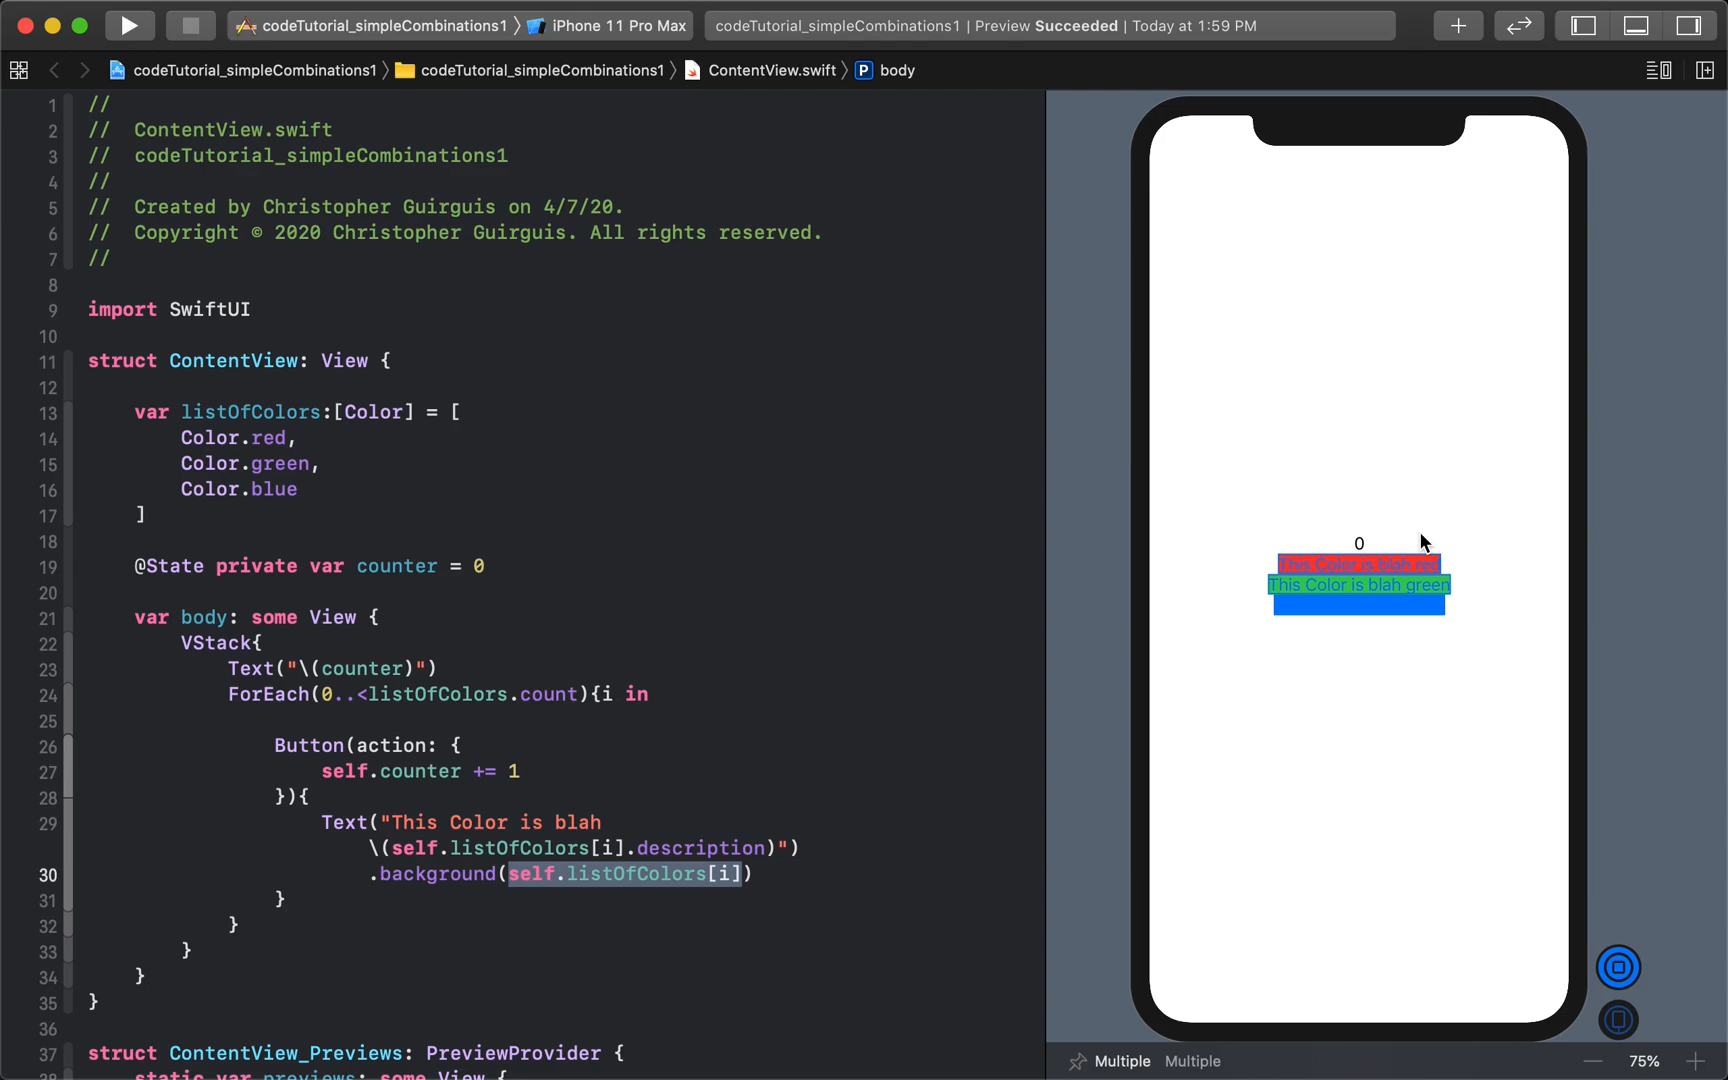 codeTutorial_simpleCombinations1 〉 iPhone 11 Pro Max
codeTutorial_simpleCombinations1 | Preview Succeeded | Today at 1:59 PM
codeTutorial_simpleCombinations1 〉 codeTutorial_simpleCombinations1 〉 ContentView.swift 〉 P body
1 //
2 //  ContentView.swift
3 //  codeTutorial_simpleCombinations1
4 //
5 //  Created by Christopher Guirguis on 4/7/20.
6 //  Copyright © 2020 Christopher Guirguis. All rights reserved.
7 //
8
9 import SwiftUI
10
11 struct ContentView: View {
12
13     var listOfColors:[Color] = [
14         Color.red,
15         Color.green,
16         Color.blue
17     ]
18
19     @State private var counter = 0
20
21     var body: some View {
22         VStack{
23             Text("\(counter)")
24             ForEach(0..<listOfColors.count){i in
25
26                 Button(action: {
27                     self.counter += 1
28                 }){
29                     Text("This Color is blah
                         \(self.listOfColors[i].description)")
30                         .background(self.listOfColors[i])
31                 }
32             }
33         }
34     }
35 }
36
37 struct ContentView_Previews: PreviewProvider {
38     static var previews: some View {
0
This Color is blah red
This Color is blah green
Multiple Multiple
75%